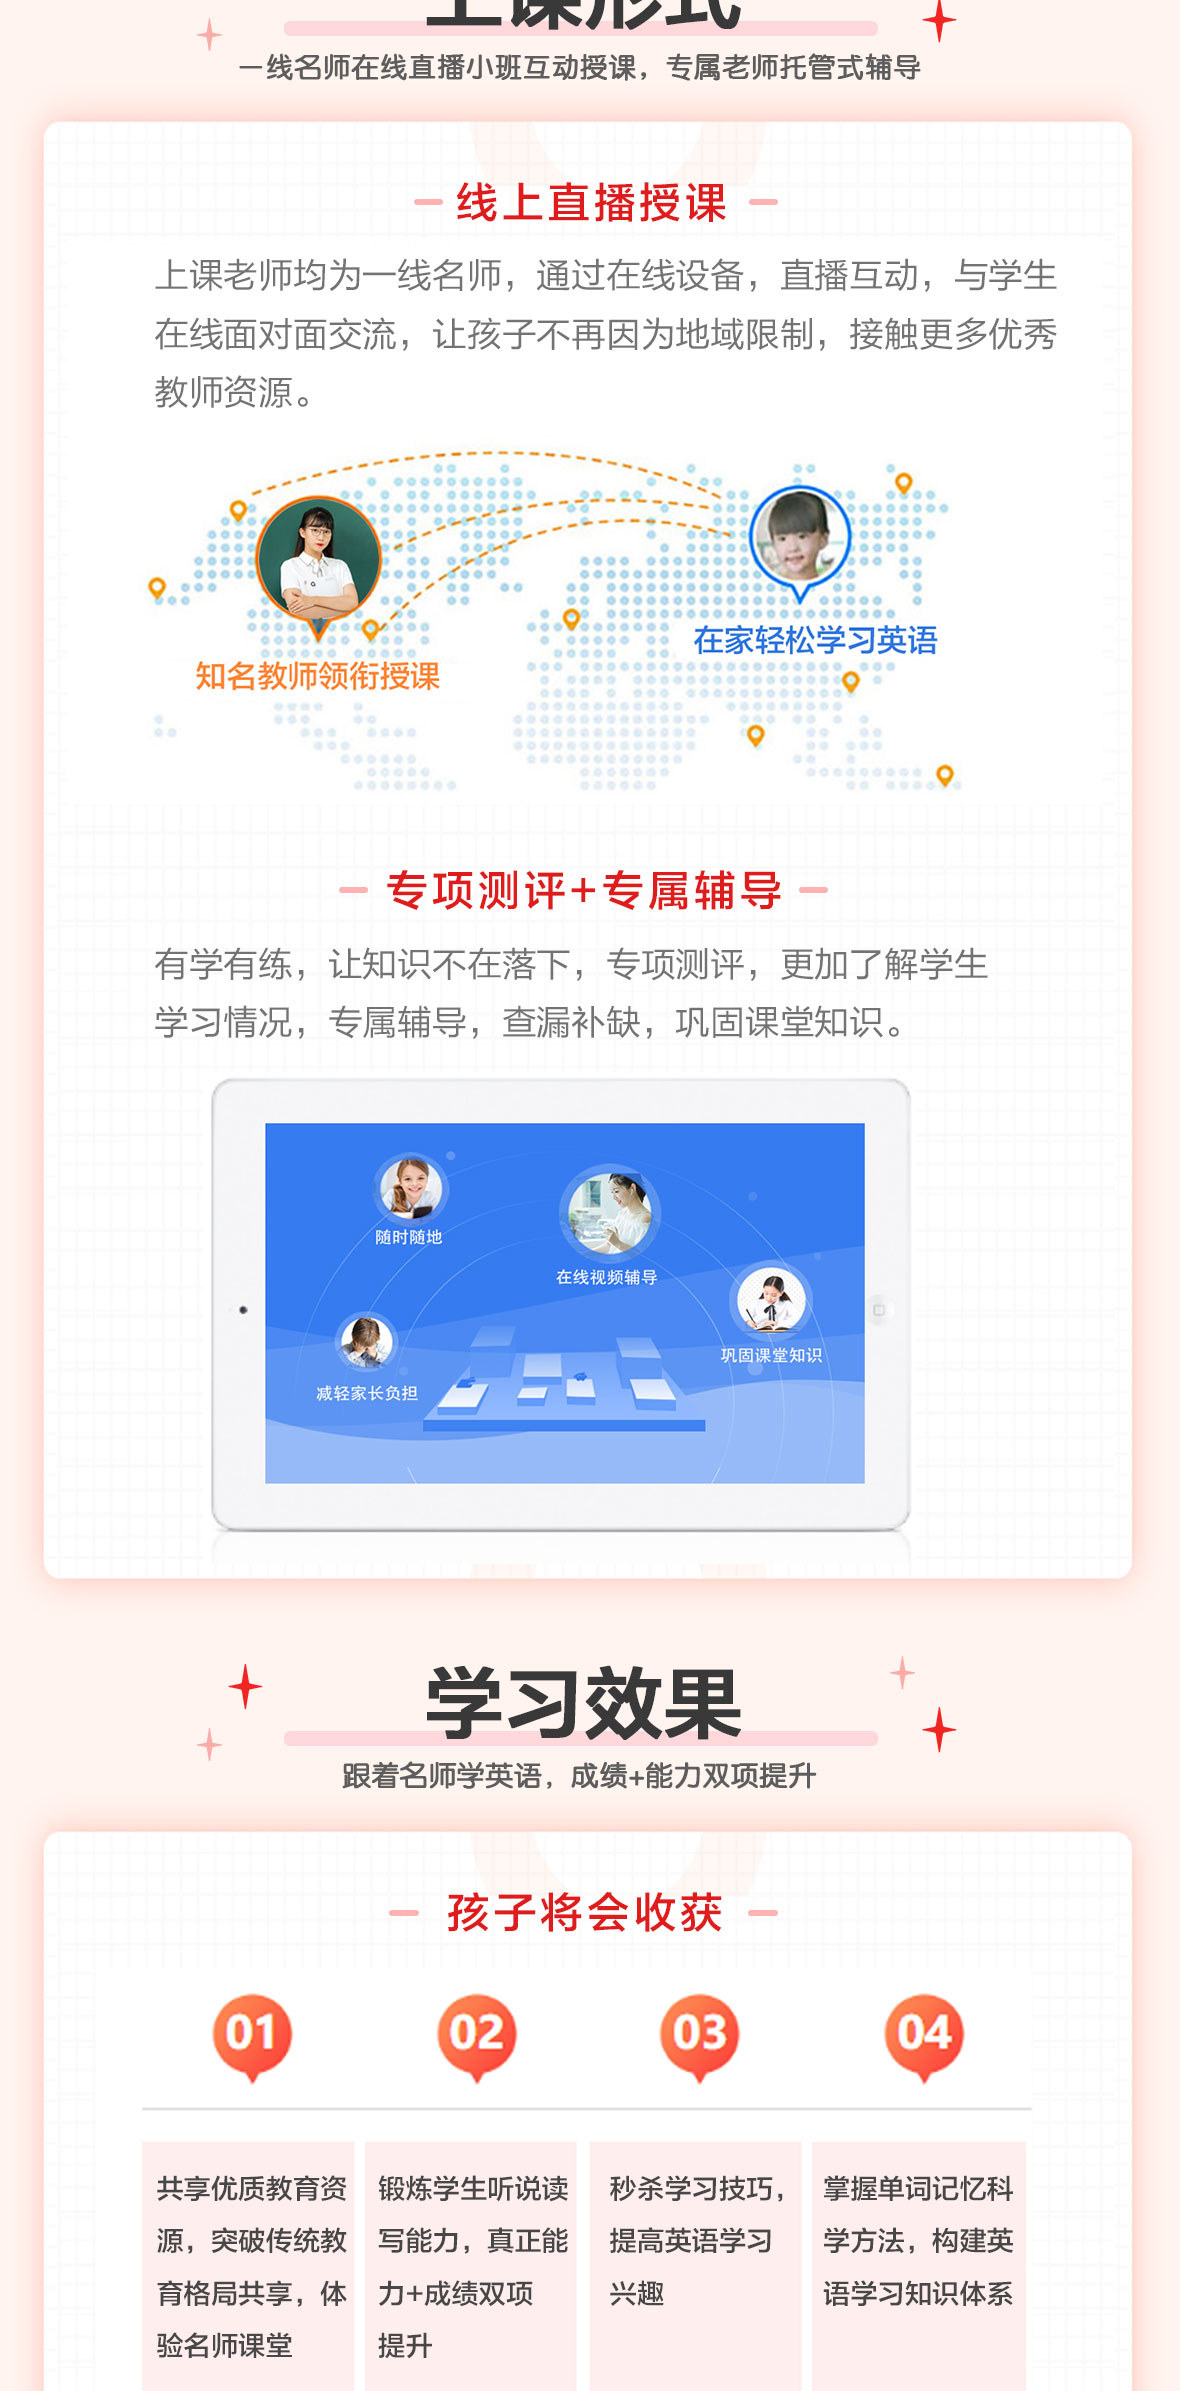 上课形式
一线名师在线直播小班互动授课，专属老师托管式辅导
线上直播授课
上课老师均为一线名师，通过在线设备，直播互动，与学生
在线面对面交流，让孩子不再因为地域限制，接触更多优秀
教师资源。
在家轻松学习英语
知名教师领衔授课
专项测评+专属辅导
有学有练，让知识不在落下，专项测评，更加了解学生
学习情况，专属辅导，查漏补缺，巩固课堂知识。
随时随地
在线视频辅导
巩固课堂知识
减轻家长负担
学习效果
跟着名师学英语，成绩+能力双项提升
孩子将会收获
01
02
03
04
共享优质教育资
源，突破传统教
育格局共享，体
验名师课堂
锻炼学生听说读
写能力，真正能
力+成绩双项
提升
秒杀学习技巧，
提高英语学习
兴趣
掌握单词记忆科
学方法，构建英
语学习知识体系